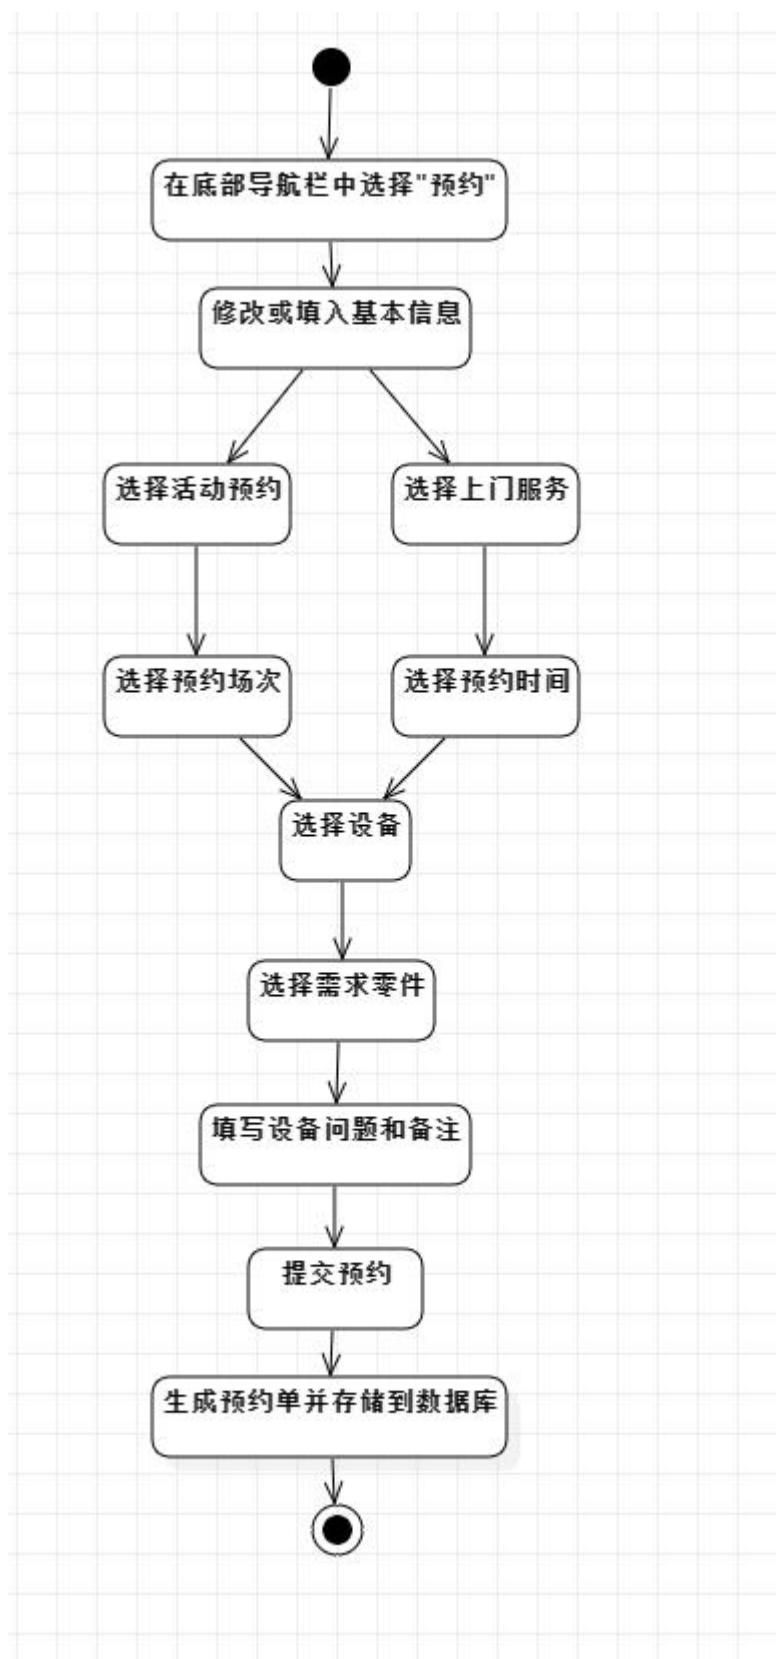 在底部导航栏中选择"预约"
修改或填入基本信息
选择活动预约
选择上门服务
选择预约场次
选择预约时间
选择设备
选择需求零件
填写设备问题和备注
提交预约
生成预约单并存储到数据库